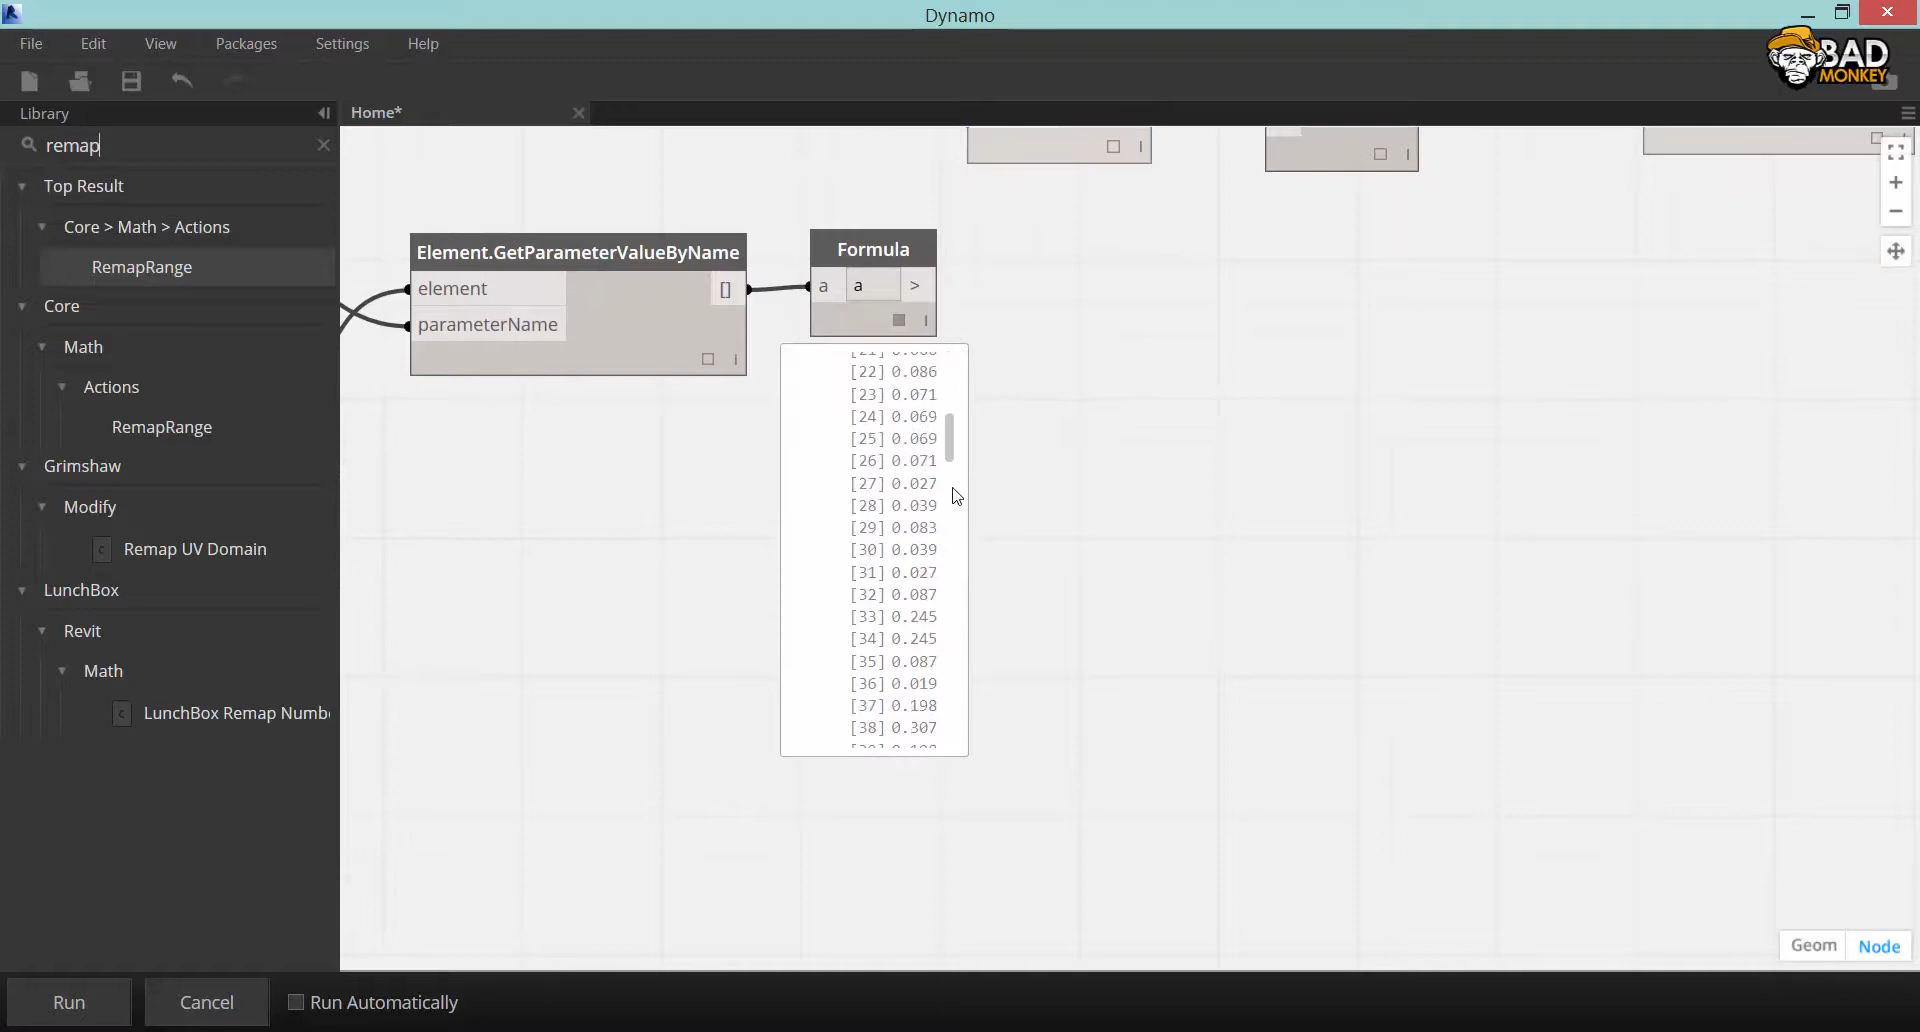 Dynamo
File Edit View Packages Settings Help
BAD
MONKEY
Library
Home*
remap
Top Result
Core > Math > Actions
RemapRange
Core
Math
Actions
RemapRange
Grimshaw
Modify
c Remap UV Domain
LunchBox
Revit
Math
c LunchBox Remap Numb
Element.GetParameterValueByName
element []
parameterName
I
Formula
a a >
I
I
I
[22] 0.086
[23] 0.071
[24] 0.069
[25] 0.069
[26] 0.071
[27] 0.027
[28] 0.039
[29] 0.083
[30] 0.039
[31] 0.027
[32] 0.087
[33] 0.245
[34] 0.245
[35] 0.087
[36] 0.019
[37] 0.198
[38] 0.307
Geom Node
Run Cancel Run Automatically